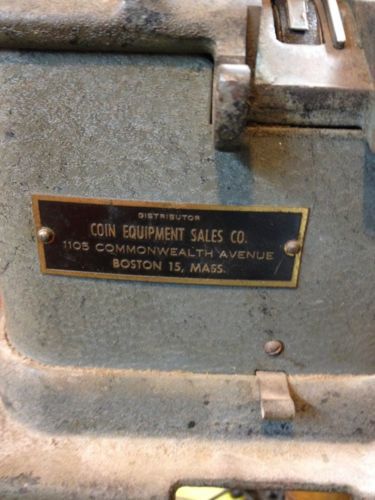 DISTRIBUTOR
COIN EQUIPMENT SALES CO.
1105 COMMONWEALTH AVENUE
BOSTON 15, MASS.